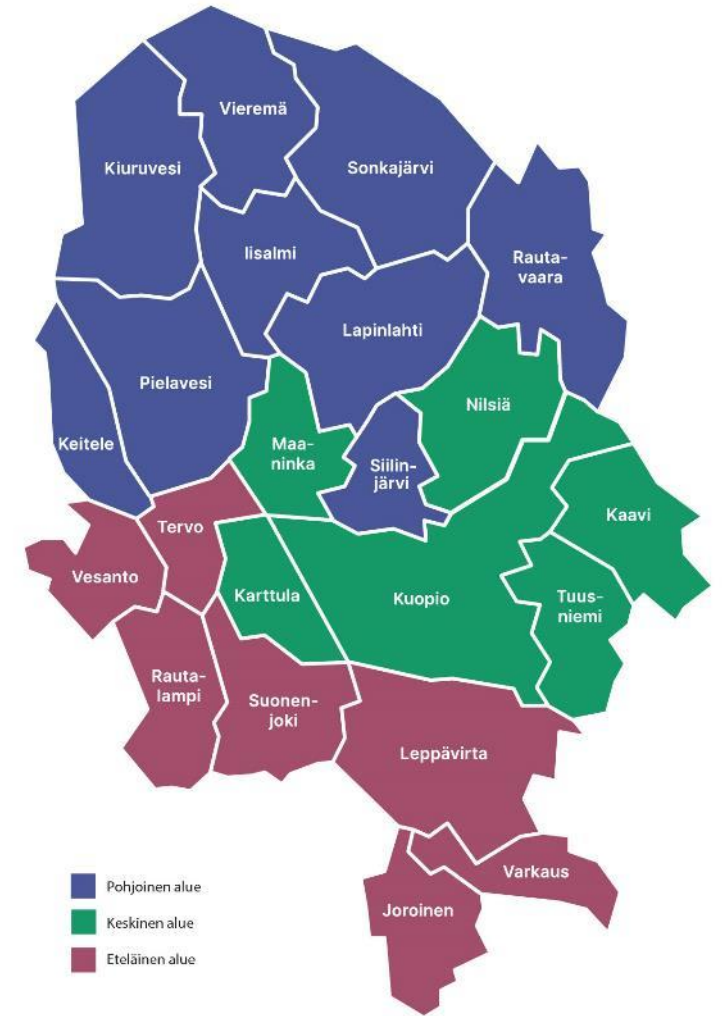 Vieremä
Kiuruvesi
Sonkajärvi
Iisalmi
Rauta-
vaara
Lapinlahti
Pielavesi
Nilsiä
Keitele
Maa-
ninka
Siilin-
järvi
Kaavi
Tervo
Vesanto
Karttula
Kuopio
Tuus-
niemi
Rauta-
lampi
Suonen-
joki
Leppävirta
Varkaus
Joroinen
Pohjoinen alue
Keskinen alue
Eteläinen alue